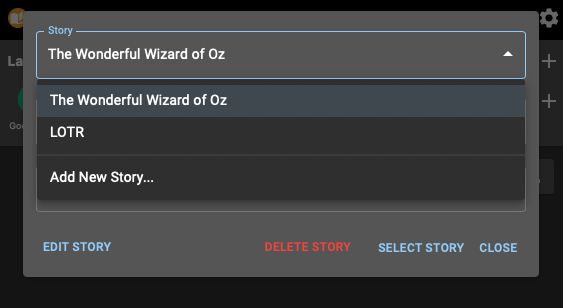 Story
The Wonderful Wizard of Oz
The Wonderful Wizard of Oz
LOTR
Add New Story...
EDIT STORY
DELETE STORY
SELECT STORY
CLOSE